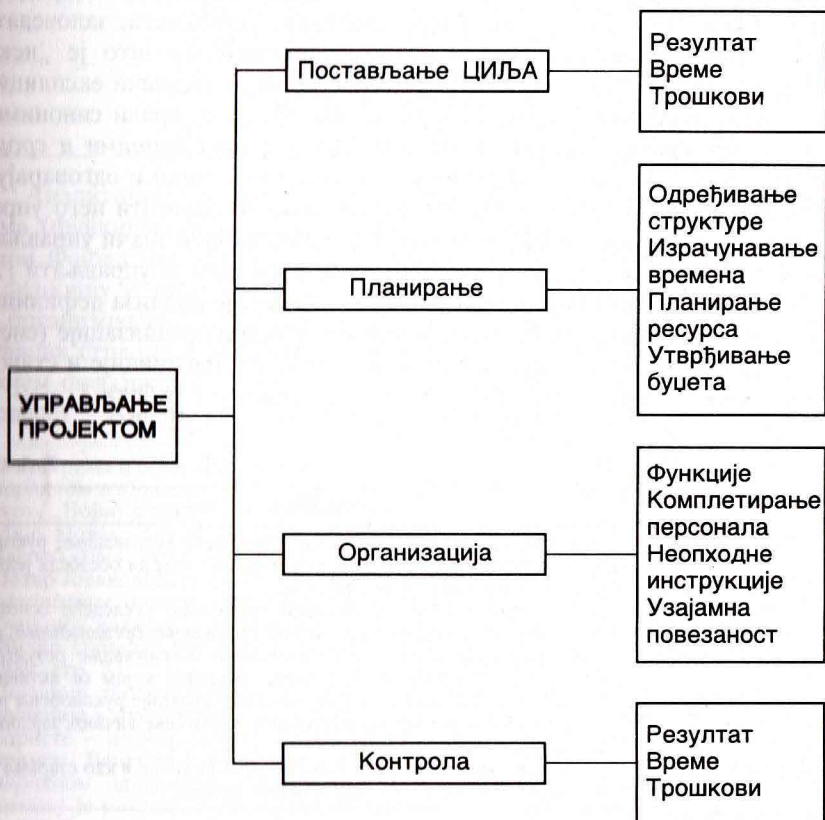 УПРАВЉАЊЕ
ПРОЈЕКТОМ
Постављање ЦИЉА
Резултат
Време
Трошкови
Планирање
Одређивање
структуре
Израчунавање
времена
Планирање
ресурса
Утврђивање
буџета
Организација
Функције
Комплетирање
персонала
Неопходне
инструкције
Узајамна
повезаност
Контрола
Резултат
Време
Трошкови